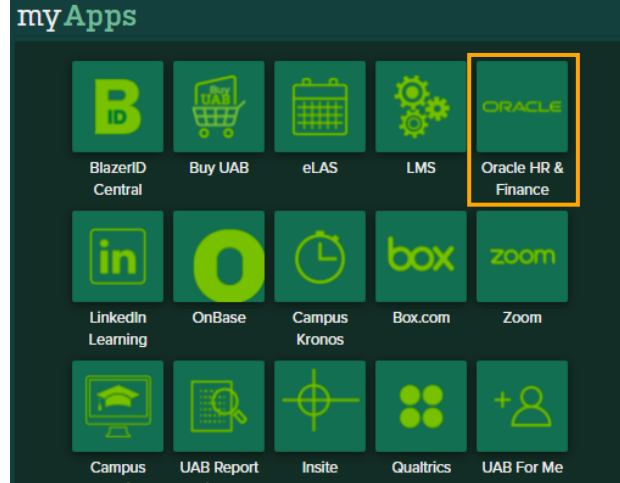 myApps
B
ID
Buy
UAB
ORACLE
BlazerID
Central
Buy UAB
eLAS
LMS
Oracle HR &
Finance
in
O
box
zoom
LinkedIn
Learning
OnBase
Campus
Kronos
Box.com
Zoom
Campus
UAB Report
Insite
Qualtrics
UAB For Me